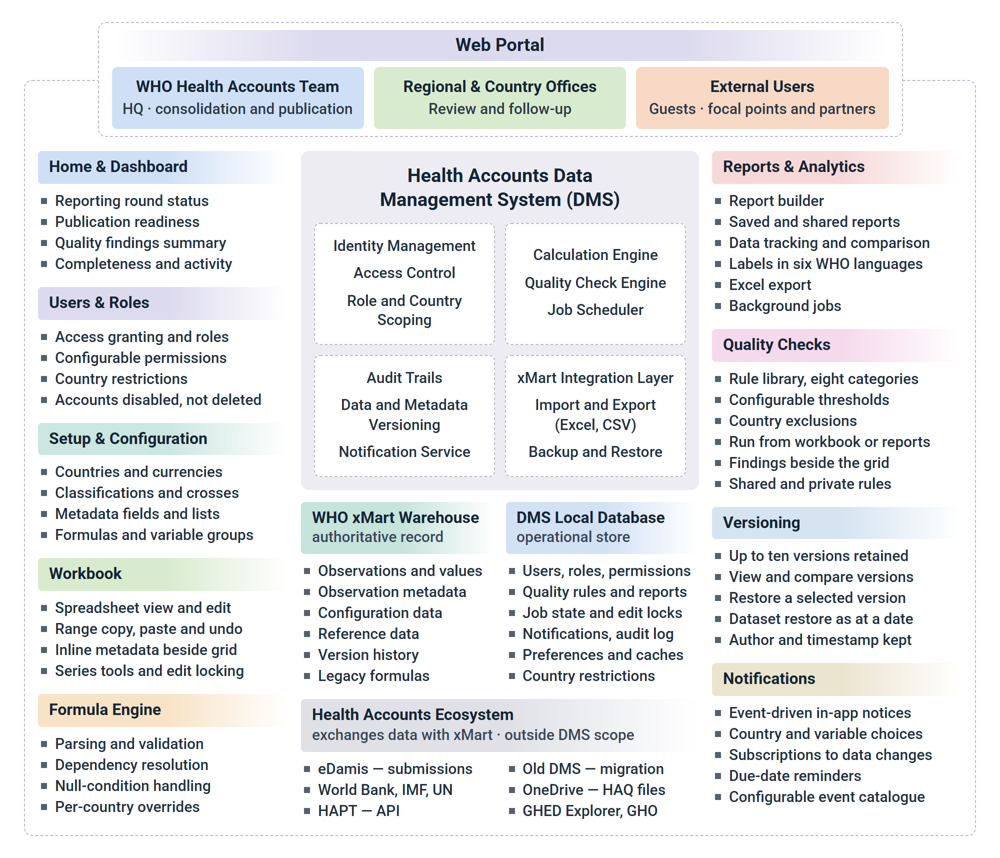 Web Portal
WHO Health Accounts Team
HQ · consolidation and publication
Regional & Country Offices
Review and follow-up
External Users
Guests · focal points and partners
Home & Dashboard
Reporting round status
Publication readiness
Quality findings summary
Completeness and activity
Users & Roles
Access granting and roles
Configurable permissions
Country restrictions
Accounts disabled, not deleted
Setup & Configuration
Countries and currencies
Classifications and crosses
Metadata fields and lists
Formulas and variable groups
Workbook
Spreadsheet view and edit
Range copy, paste and undo
Inline metadata beside grid
Series tools and edit locking
Formula Engine
Parsing and validation
Dependency resolution
Null-condition handling
Per-country overrides
Health Accounts Data
Management System (DMS)
Identity Management
Access Control
Role and Country
Scoping
Calculation Engine
Quality Check Engine
Job Scheduler
Audit Trails
Data and Metadata
Versioning
Notification Service
xMart Integration Layer
Import and Export
(Excel, CSV)
Backup and Restore
WHO xMart Warehouse
authoritative record
Observations and values
Observation metadata
Configuration data
Reference data
Version history
Legacy formulas
DMS Local Database
operational store
Users, roles, permissions
Quality rules and reports
Job state and edit locks
Notifications, audit log
Preferences and caches
Country restrictions
Health Accounts Ecosystem
exchanges data with xMart · outside DMS scope
eDamis — submissions
World Bank, IMF, UN
HAPT — API
Old DMS — migration
OneDrive — HAQ files
GHED Explorer, GHO
Reports & Analytics
Report builder
Saved and shared reports
Data tracking and comparison
Labels in six WHO languages
Excel export
Background jobs
Quality Checks
Rule library, eight categories
Configurable thresholds
Country exclusions
Run from workbook or reports
Findings beside the grid
Shared and private rules
Versioning
Up to ten versions retained
View and compare versions
Restore a selected version
Dataset restore as at a date
Author and timestamp kept
Notifications
Event-driven in-app notices
Country and variable choices
Subscriptions to data changes
Due-date reminders
Configurable event catalogue